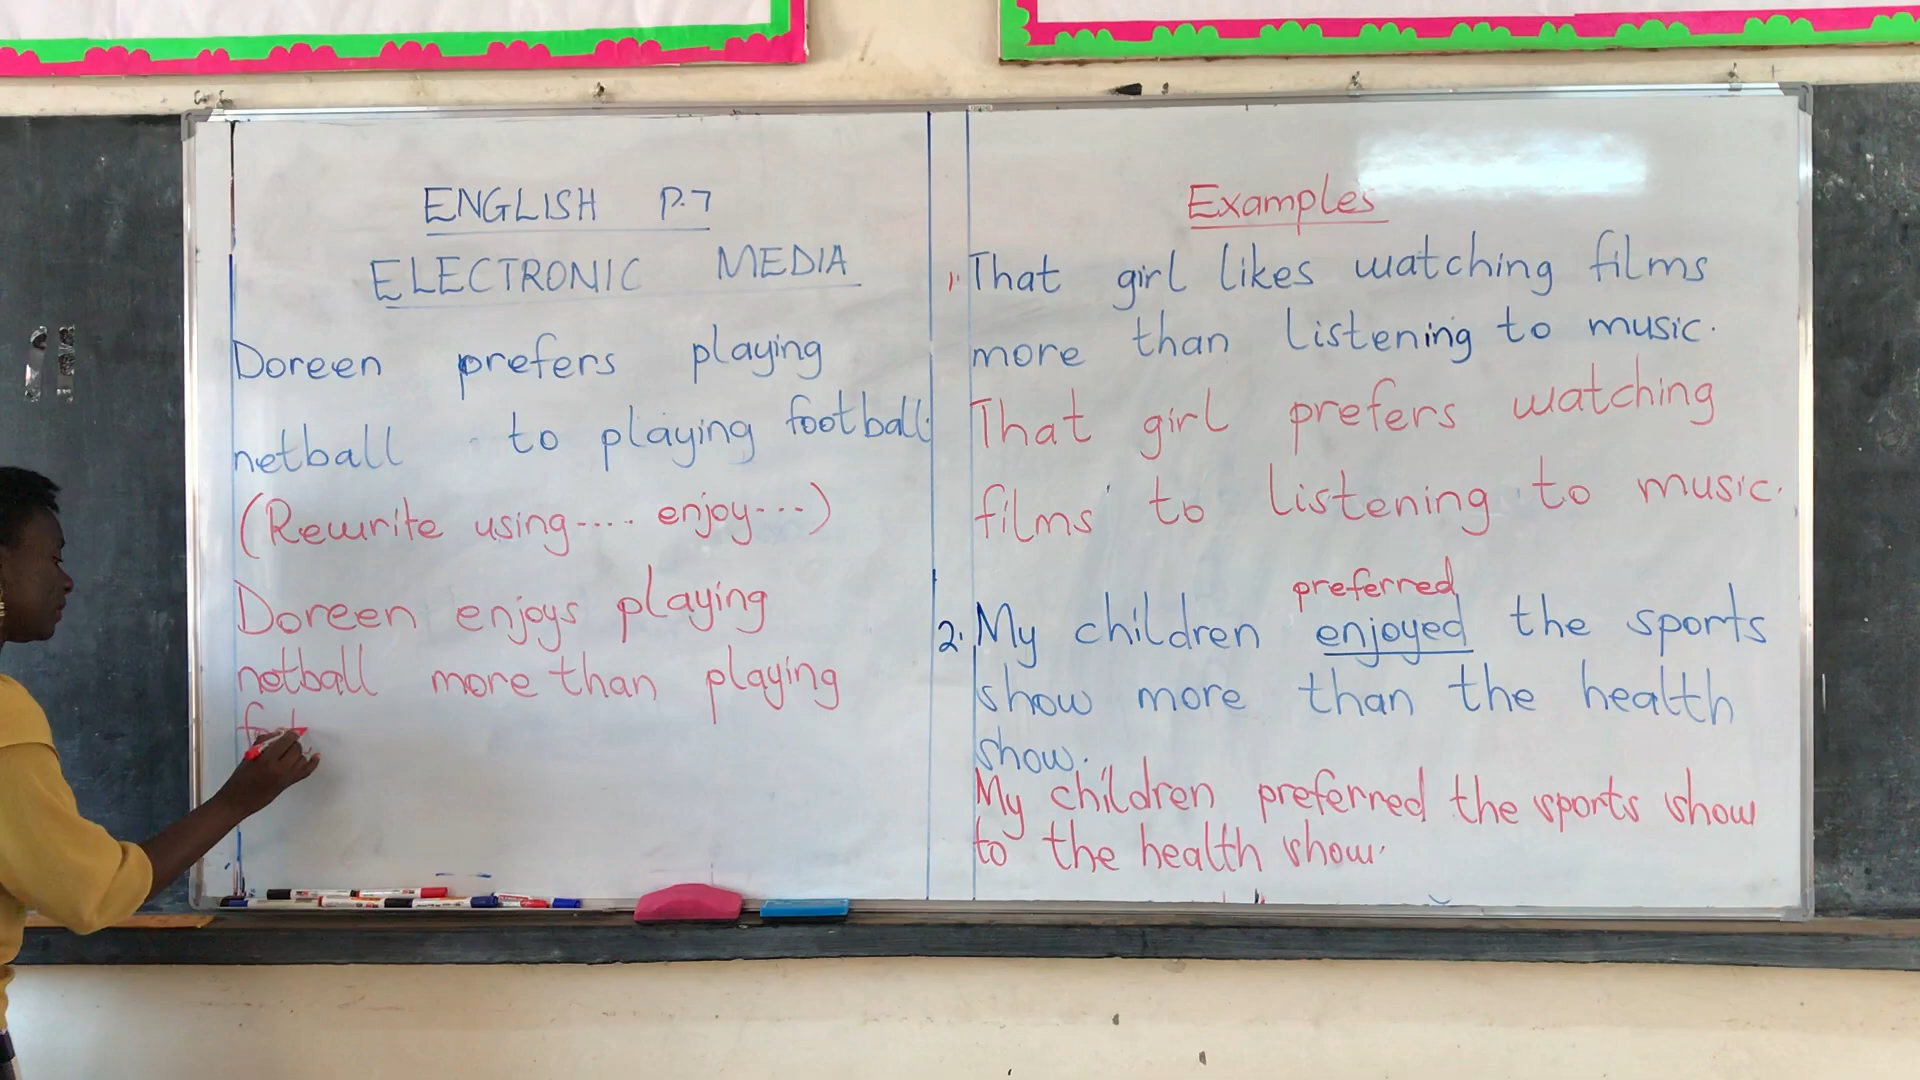 ENGLISH P.7
ELECTRONIC MEDIA
Doreen prefers playing
netball to playing football.
(Rewrite using.... enjoy...)
Doreen enjoys playing
netball more than playing
Examples
1. That girl likes watching films
more than listening to music.
That girl prefers watching
films to listening to music.
preferred
2. My children enjoyed the sports
show more than the health
show.
My children preferred the sports show
to the health show.